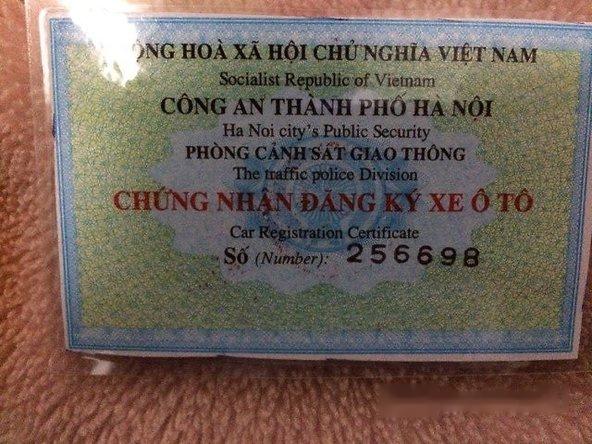 CỘNG HOÀ XÃ HỘI CHỦ NGHĨA VIỆT NAM
Socialist Republic of Vietnam
CÔNG AN THÀNH PHỐ HÀ NỘI
Ha Noi city's Public Security
PHÒNG CẢNH SÁT GIAO THÔNG
The traffic police Division
CHỨNG NHẬN ĐĂNG KÝ XE Ô TÔ
Car Registration Certificate
Số (Number): 256698